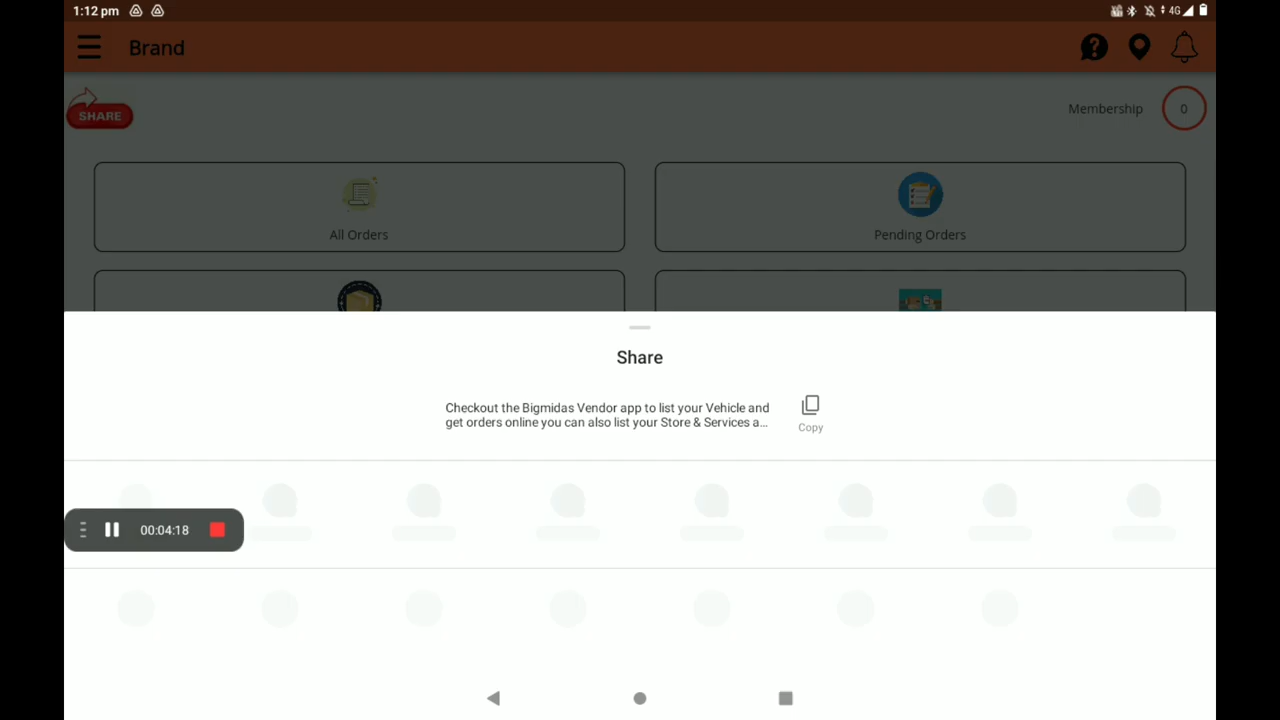 1:12 pm 4G
Brand
SHARE
Membership 0
All Orders
Pending Orders
Share
Checkout the Bigmidas Vendor app to list your Vehicle and
get orders online you can also list your Store & Services a...
Copy
00:04:18